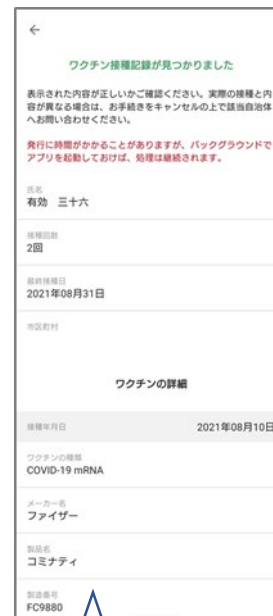 ワクチン接種記録が見つかりました
表示された内容が正しいかご確認ください。実際の接種と内
容が異なる場合は、お手続きをキャンセルの上で該当自治体
へお問い合わせください。
発行に時間がかかることがありますが、バックグラウンドで
アプリを起動しておけば、処理は継続されます。
氏名
有効 三十六
接種回数
2回
最終接種日
2021年08月31日
市区町村
ワクチンの詳細
接種年月日 2021年08月10日
ワクチンの種類
COVID-19 mRNA
メーカー名
ファイザー
製品名
コミナティ
製造番号
FC9880